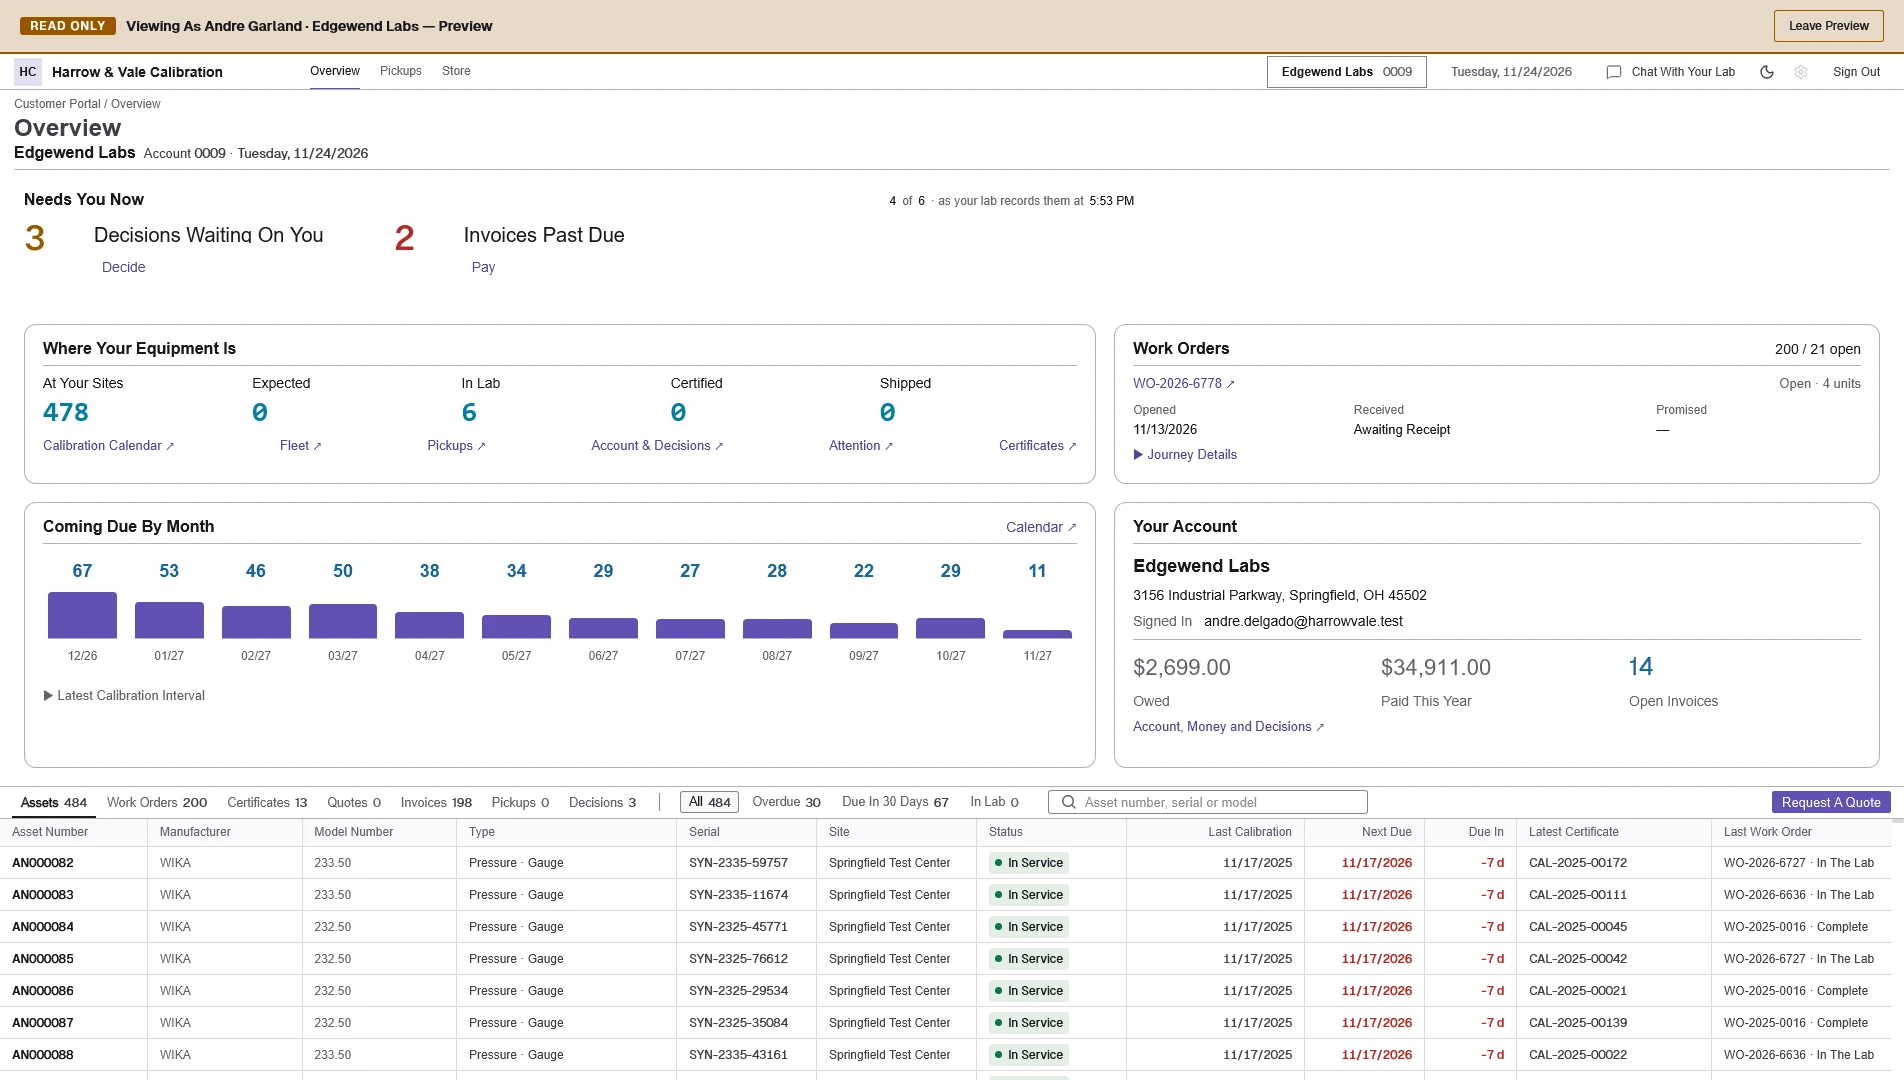 READ ONLY Viewing As Andre Garland · Edgewend Labs — Preview Leave Preview
HC Harrow & Vale Calibration Overview Pickups Store Edgewend Labs 0009 Tuesday, 11/24/2026 Chat With Your Lab Sign Out
Customer Portal / Overview
Overview
Edgewend Labs Account 0009 · Tuesday, 11/24/2026
Needs You Now 4 of 6 · as your lab records them at 5:53 PM
3 Decisions Waiting On You 2 Invoices Past Due
Decide Pay
Where Your Equipment Is
At Your Sites Expected In Lab Certified Shipped
478 0 6 0 0
Calibration Calendar ↗ Fleet ↗ Pickups ↗ Account & Decisions ↗ Attention ↗ Certificates ↗
Work Orders 200 / 21 open
WO-2026-6778 ↗ Open · 4 units
Opened Received Promised
11/13/2026 Awaiting Receipt —
▶ Journey Details
Coming Due By Month Calendar ↗
67 53 46 50 38 34 29 27 28 22 29 11
12/26 01/27 02/27 03/27 04/27 05/27 06/27 07/27 08/27 09/27 10/27 11/27
▶ Latest Calibration Interval
Your Account
Edgewend Labs
3156 Industrial Parkway, Springfield, OH 45502
Signed In andre.delgado@harrowvale.test
$2,699.00 $34,911.00 14
Owed Paid This Year Open Invoices
Account, Money and Decisions ↗
Assets 484 Work Orders 200 Certificates 13 Quotes 0 Invoices 198 Pickups 0 Decisions 3 All 484 Overdue 30 Due In 30 Days 67 In Lab 0 Asset number, serial or model Request A Quote
Asset Number Manufacturer Model Number Type Serial Site Status Last Calibration Next Due Due In Latest Certificate Last Work Order
AN000082 WIKA 233.50 Pressure · Gauge SYN-2335-59757 Springfield Test Center In Service 11/17/2025 11/17/2026 -7 d CAL-2025-00172 WO-2026-6727 · In The Lab
AN000083 WIKA 233.50 Pressure · Gauge SYN-2335-11674 Springfield Test Center In Service 11/17/2025 11/17/2026 -7 d CAL-2025-00111 WO-2026-6636 · In The Lab
AN000084 WIKA 232.50 Pressure · Gauge SYN-2325-45771 Springfield Test Center In Service 11/17/2025 11/17/2026 -7 d CAL-2025-00045 WO-2025-0016 · Complete
AN000085 WIKA 232.50 Pressure · Gauge SYN-2325-76612 Springfield Test Center In Service 11/17/2025 11/17/2026 -7 d CAL-2025-00042 WO-2026-6727 · In The Lab
AN000086 WIKA 232.50 Pressure · Gauge SYN-2325-29534 Springfield Test Center In Service 11/17/2025 11/17/2026 -7 d CAL-2025-00021 WO-2025-0016 · Complete
AN000087 WIKA 232.50 Pressure · Gauge SYN-2325-35084 Springfield Test Center In Service 11/17/2025 11/17/2026 -7 d CAL-2025-00139 WO-2025-0016 · Complete
AN000088 WIKA 233.50 Pressure · Gauge SYN-2335-43161 Springfield Test Center In Service 11/17/2025 11/17/2026 -7 d CAL-2025-00022 WO-2026-6636 · In The Lab